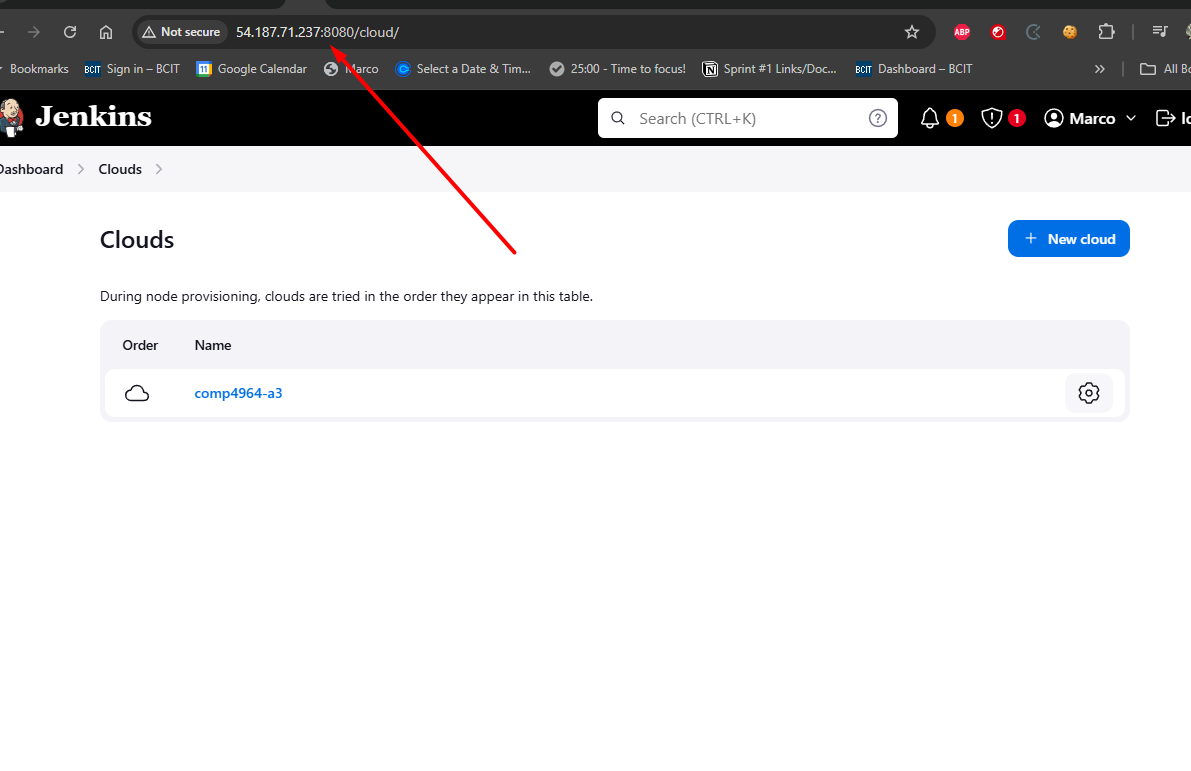 Not secure 54.187.71.237:8080/cloud/ ABP
Bookmarks BCIT Sign in – BCIT 11 Google Calendar Marco C Select a Date & Tim... 25:00 - Time to focus! N Sprint #1 Links/Doc... BCIT Dashboard – BCIT » All Bo
Jenkins Search (CTRL+K) ? 1 1 Marco lo
Dashboard > Clouds >
Clouds + New cloud
During node provisioning, clouds are tried in the order they appear in this table.
Order Name
comp4964-a3